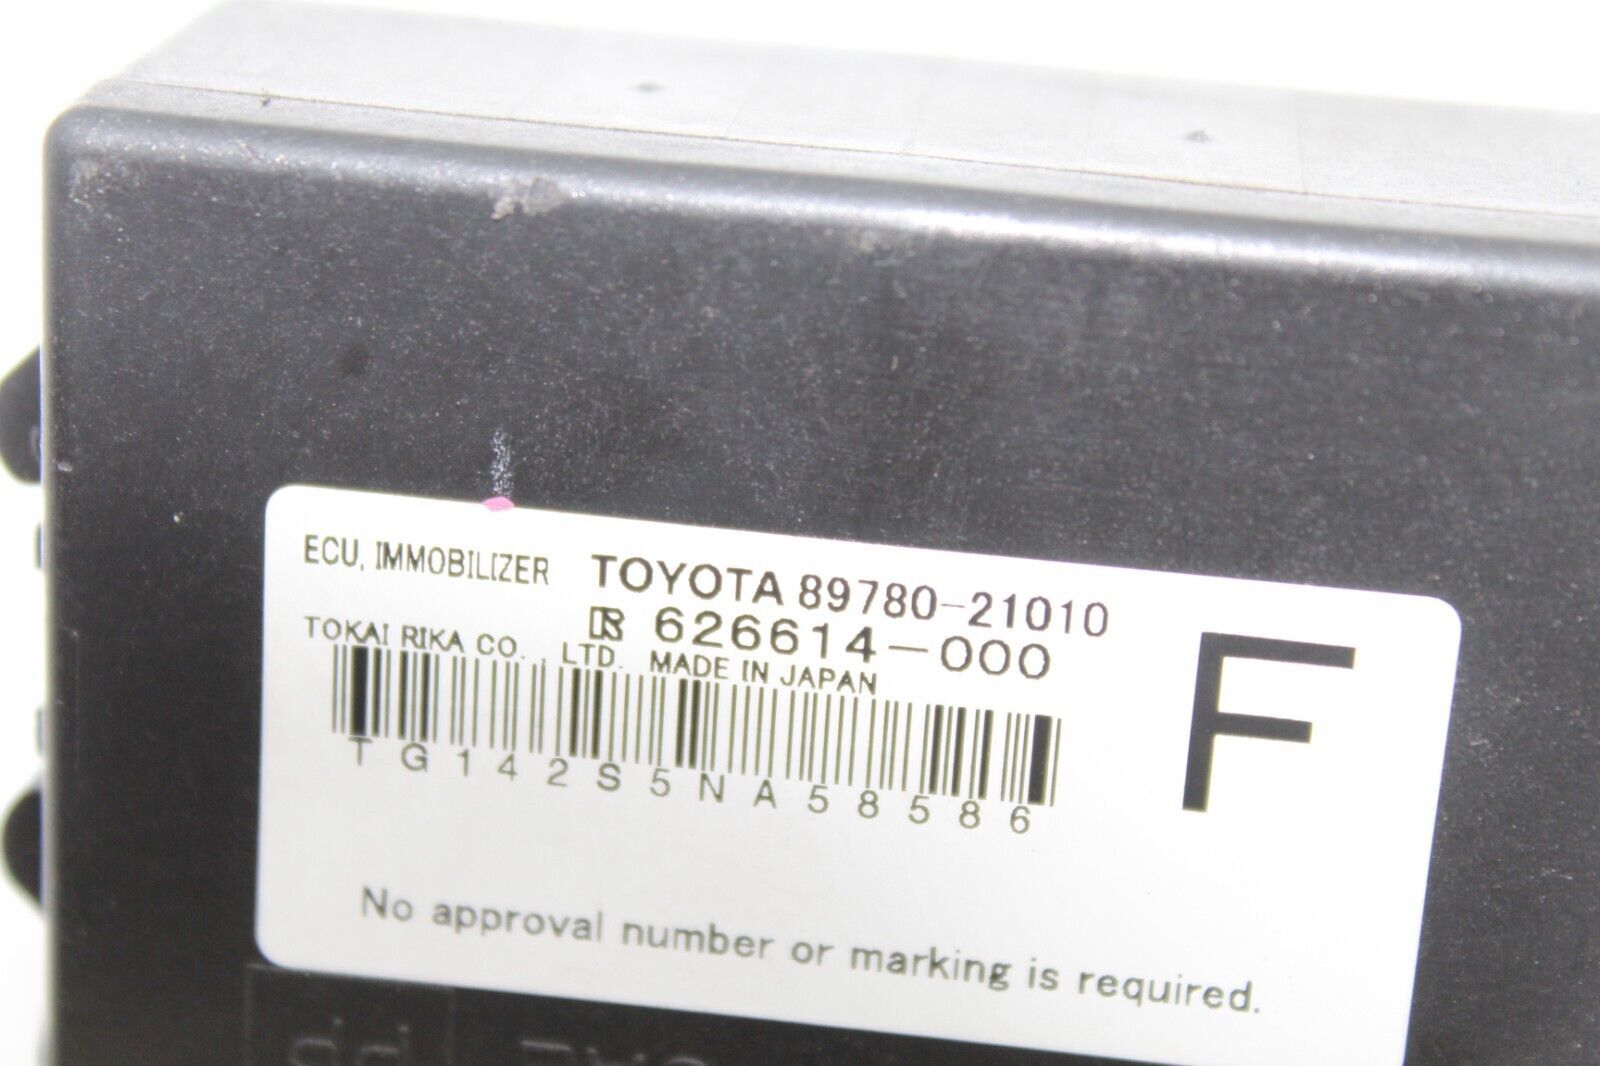 ECU, IMMOBILIZER TOYOTA 89780-21010
626614-000
TOKAI RIKA CO., LTD. MADE IN JAPAN
F
TG142S5NA58586
No approval number or marking is required.